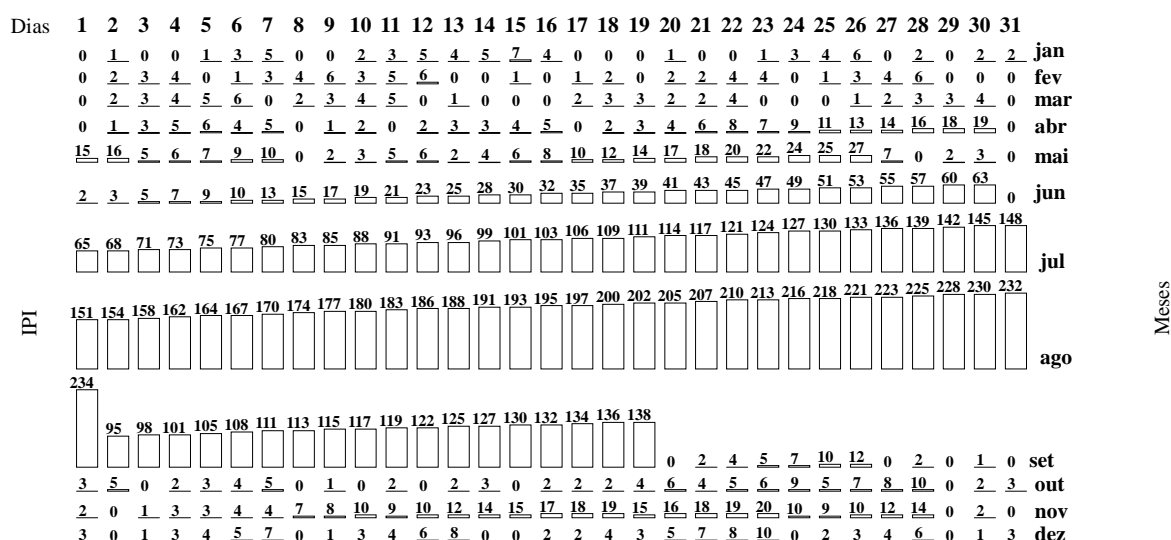 Dias 1 2 3 4 5 6 7 8 9 10 11 12 13 14 15 16 17 18 19 20 21 22 23 24 25 26 27 28 29 30 31
0 1 0 0 1 3 5 0 0 2 3 5 4 5 7 4 0 0 0 1 0 0 1 3 4 6 0 2 0 2 2 jan
0 2 3 4 0 1 3 4 6 3 5 6 0 0 1 0 1 2 0 2 2 4 4 0 1 3 4 6 0 0 0 fev
0 2 3 4 5 6 0 2 3 4 5 0 1 0 0 0 2 3 3 2 2 4 0 0 0 1 2 3 3 4 0 mar
0 1 3 5 6 4 5 0 1 2 0 2 3 3 4 5 0 2 3 4 6 8 7 9 11 13 14 16 18 19 0 abr
15 16 5 6 7 9 10 0 2 3 5 6 2 4 6 8 10 12 14 17 18 20 22 24 25 27 7 0 2 3 0 mai
2 3 5 7 9 10 13 15 17 19 21 23 25 28 30 32 35 37 39 41 43 45 47 49 51 53 55 57 60 63 0 jun
65 68 71 73 75 77 80 83 85 88 91 93 96 99 101 103 106 109 111 114 117 121 124 127 130 133 136 139 142 145 148 jul
151 154 158 162 164 167 170 174 177 180 183 186 188 191 193 195 197 200 202 205 207 210 213 216 218 221 223 225 228 230 232 ago
234 95 98 101 105 108 111 113 115 117 119 122 125 127 130 132 134 136 138 0 2 4 5 7 10 12 0 2 0 1 0 set
3 5 0 2 3 4 5 0 1 0 2 0 2 3 0 2 2 2 4 6 4 5 6 9 5 7 8 10 0 2 3 out
2 0 1 3 3 4 4 7 8 10 9 10 12 14 15 17 18 19 15 16 18 19 20 10 9 10 12 14 0 2 0 nov
3 0 1 3 4 5 7 0 1 3 4 6 8 0 0 2 2 4 3 5 7 8 10 0 2 3 4 6 0 1 3 dez
IPI
Meses